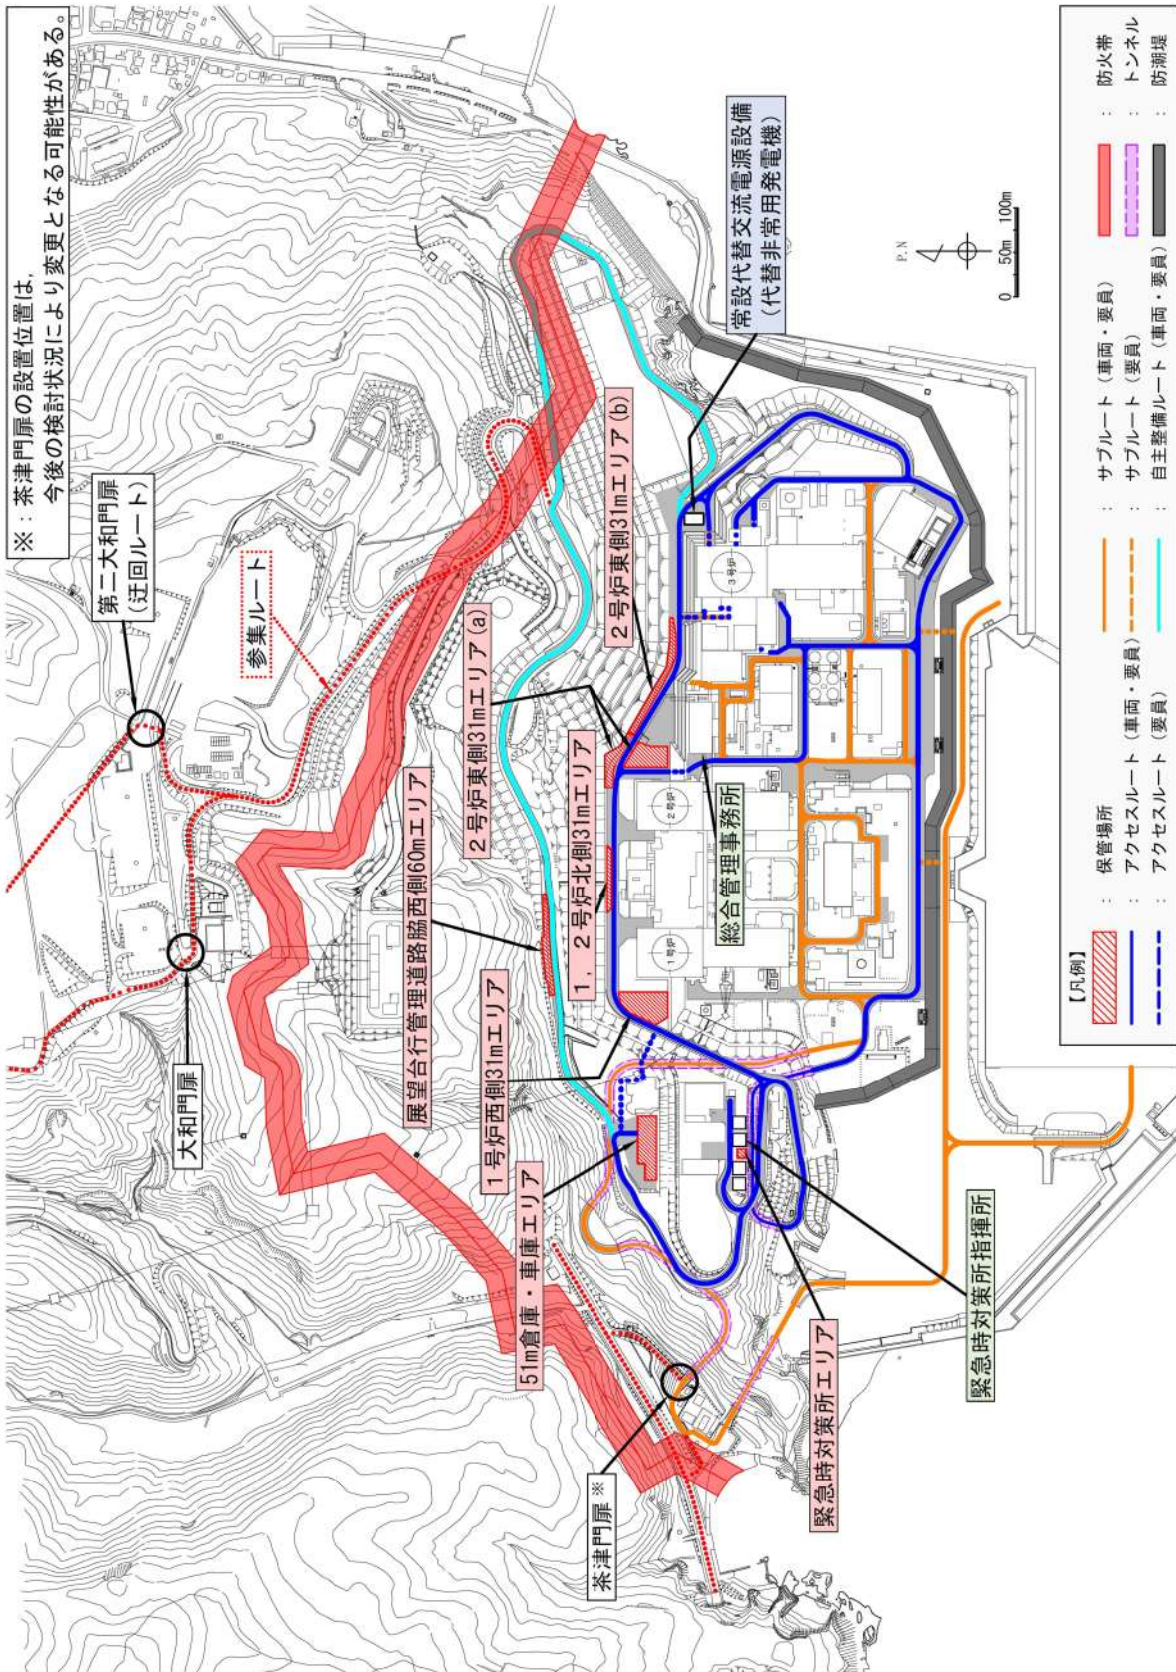 ※：茶津門扉の設置位置は，
今後の検討状況により変更となる可能性がある。
第二大和門扉
(迂回ルート)
参集ルート
大和門扉
展望台行管理道路脇西側60mエリア
2号炉東側31mエリア(a)
2号炉東側31mエリア(b)
常設代替交流電源設備
(代替非常用発電機)
1号炉西側31mエリア
1，2号炉北側31mエリア
51m倉庫・車庫エリア
総合管理事務所
1号炉
2号炉
3号炉
茶津門扉※
緊急時対策所エリア
緊急時対策所指揮所
P.N
0 50m 100m
【凡例】
： 保管場所
： アクセスルート（車両・要員）
： アクセスルート（要員）
： サブルート（車両・要員）
： サブルート（要員）
： 自主整備ルート（車両・要員）
： 防火帯
： トンネル
： 防潮堤